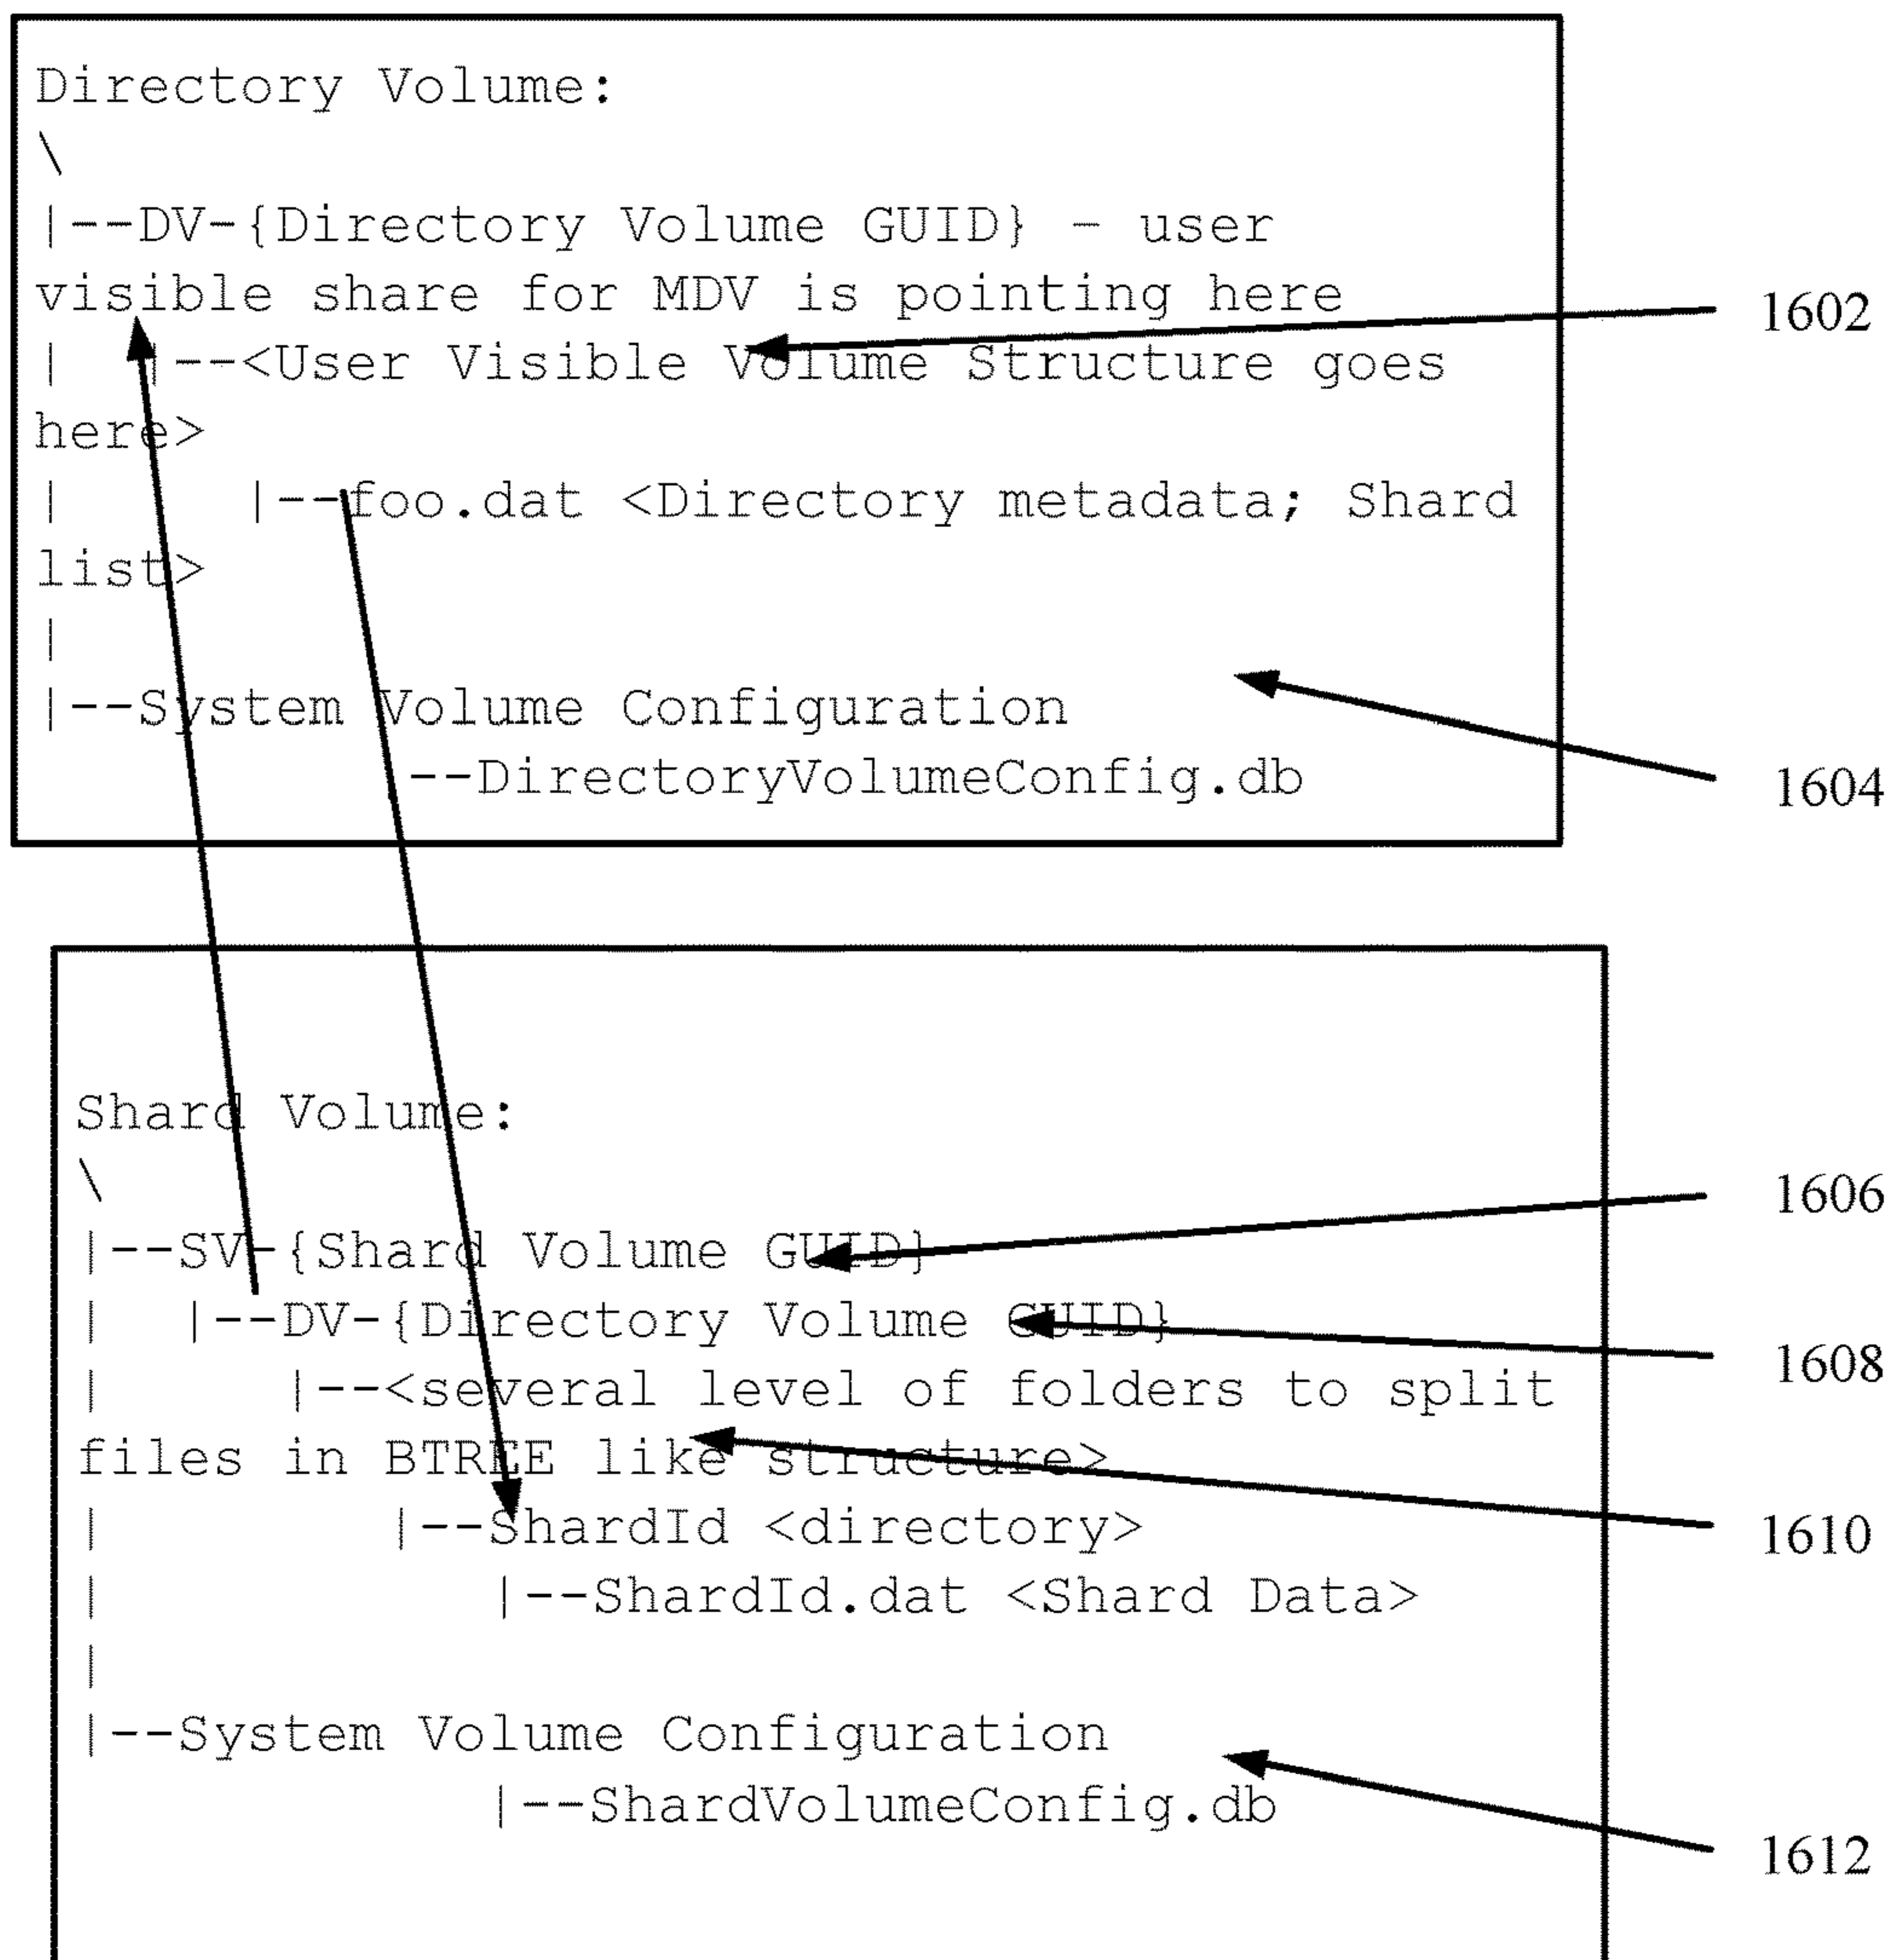 Directory Volume:
\
|--DV-{Directory Volume GUID} – user
visible share for MDV is pointing here
1602
|  |--<User Visible Volume Structure goes
here>
|     |--foo.dat <Directory metadata; Shard
list>
|
|--System Volume Configuration
--DirectoryVolumeConfig.db
1604
Shard Volume:
\
1606
|--SV-{Shard Volume GUID}
|  |--DV-{Directory Volume GUID}
1608
|     |--<several level of folders to split
files in BTREE like structure>
|        |--ShardId <directory>
1610
|           |--ShardId.dat <Shard Data>
|
|--System Volume Configuration
|--ShardVolumeConfig.db
1612